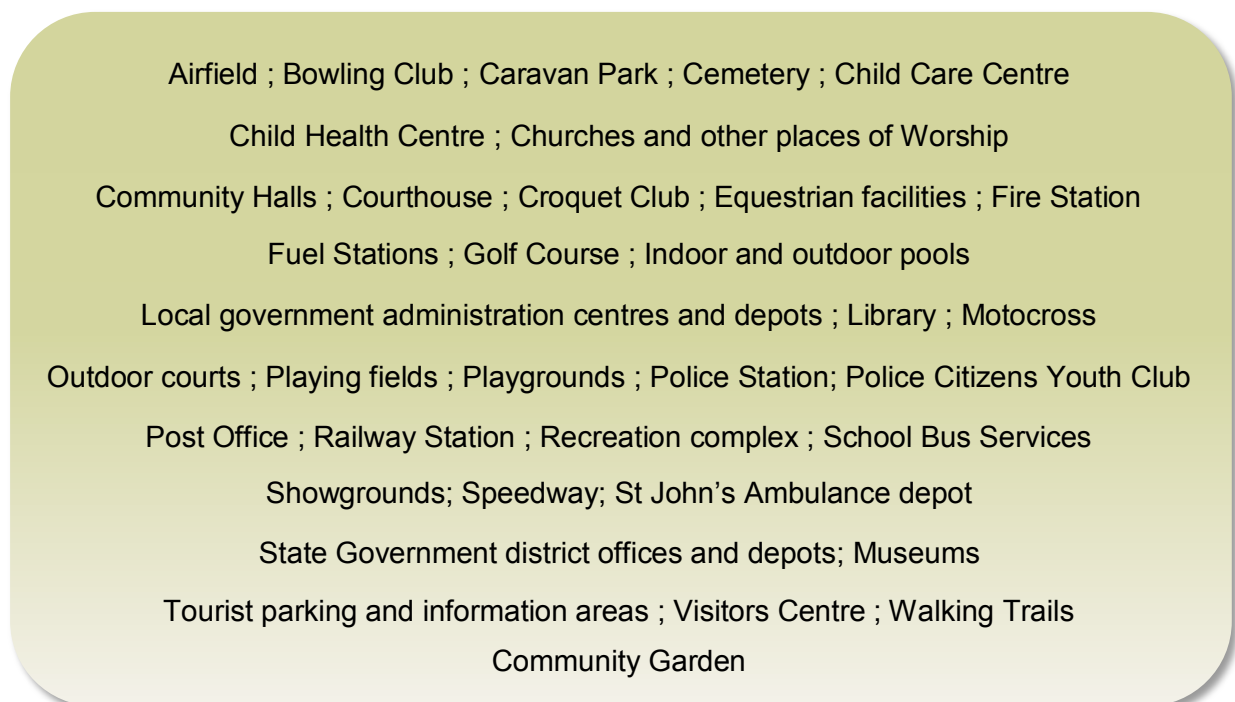 Airfield ; Bowling Club ; Caravan Park ; Cemetery ; Child Care Centre
Child Health Centre ; Churches and other places of Worship
Community Halls ; Courthouse ; Croquet Club ; Equestrian facilities ; Fire Station
Fuel Stations ; Golf Course ; Indoor and outdoor pools
Local government administration centres and depots ; Library ; Motocross
Outdoor courts ; Playing fields ; Playgrounds ; Police Station; Police Citizens Youth Club
Post Office ; Railway Station ; Recreation complex ; School Bus Services
Showgrounds; Speedway; St John’s Ambulance depot
State Government district offices and depots; Museums
Tourist parking and information areas ; Visitors Centre ; Walking Trails
Community Garden